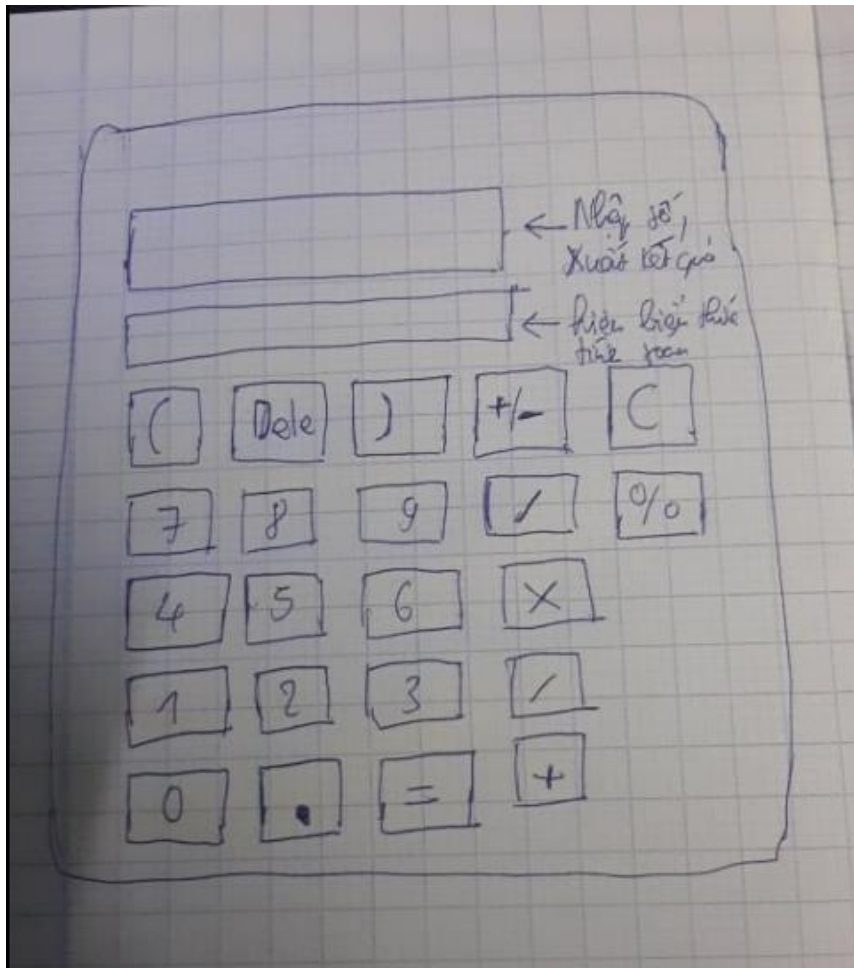 ← Nhập số,
xuất kết quả
← hiện biểu thức
tính toán
( Dele ) +/- C
7 8 9 / %
4 5 6 X
1 2 3 /
0 . = +